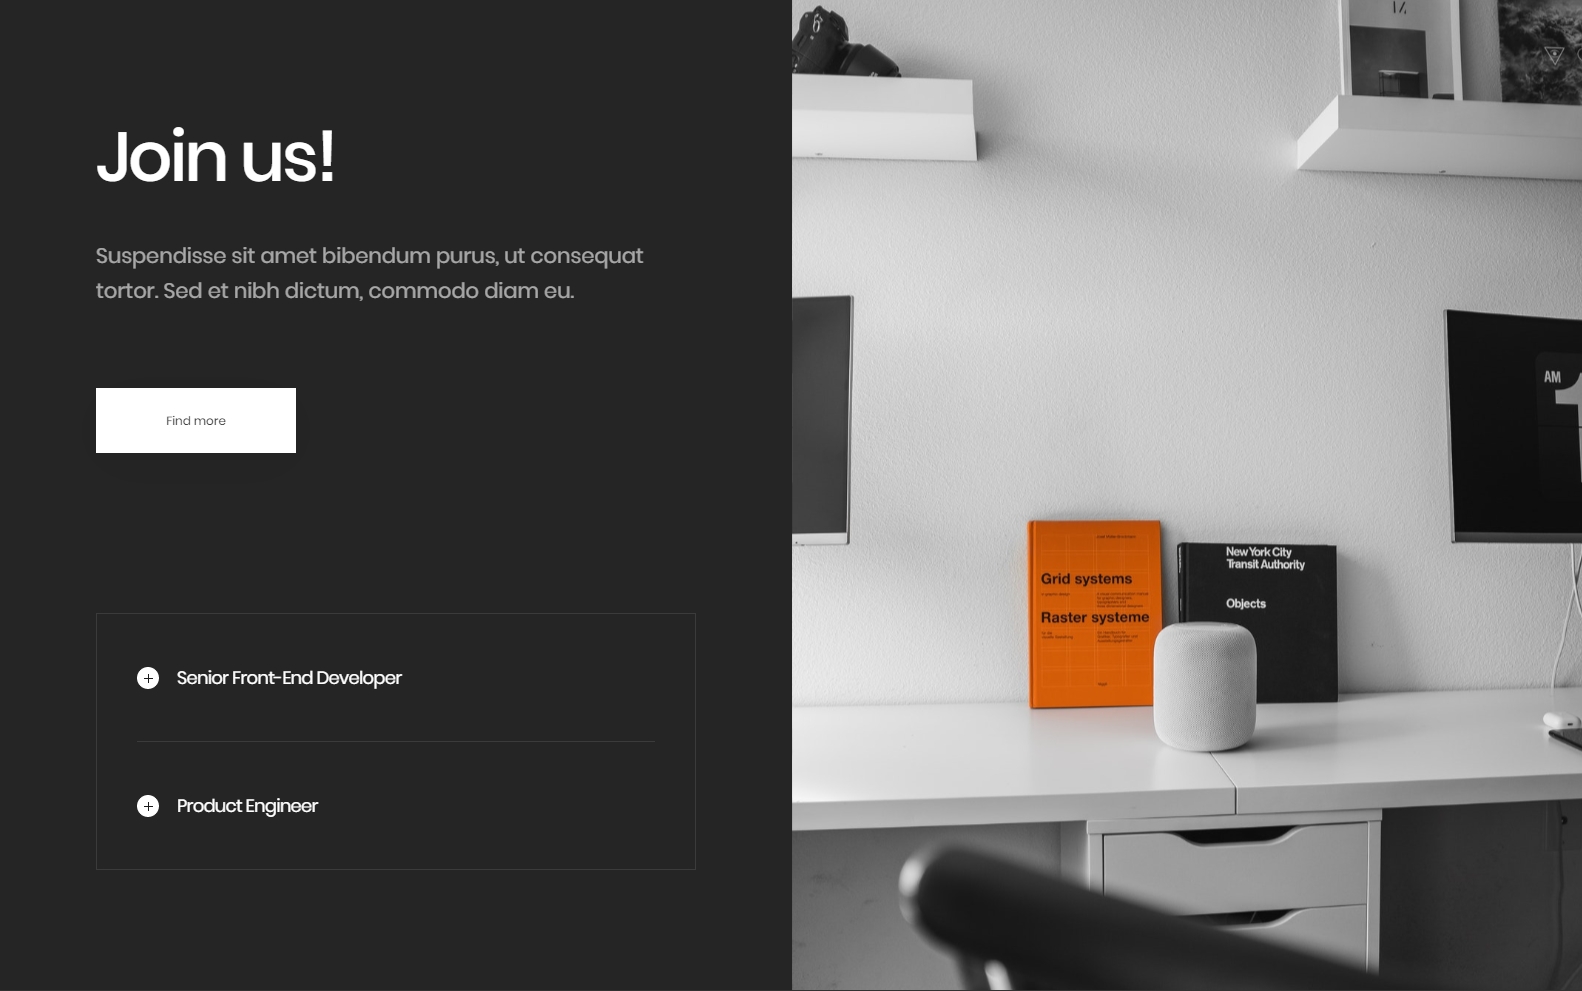 Join us!
Suspendisse sit amet bibendum purus, ut consequat
tortor. Sed et nibh dictum, commodo diam eu.
Find more
Senior Front-End Developer
Product Engineer
AM
Grid systems
Raster systeme
New York City
Transit Authority
Objects